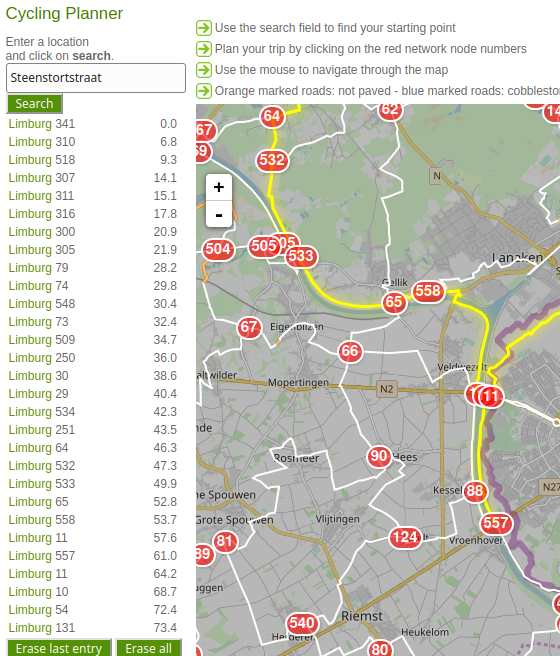 Cycling Planner
Enter a location
and click on search.
Steenstortstraat
Search
Limburg 341 0.0
Limburg 310 6.8
Limburg 518 9.3
Limburg 307 14.1
Limburg 311 15.1
Limburg 316 17.8
Limburg 300 20.9
Limburg 305 21.9
Limburg 79 28.2
Limburg 74 29.8
Limburg 548 30.4
Limburg 73 32.4
Limburg 509 34.7
Limburg 250 36.0
Limburg 30 38.6
Limburg 29 40.4
Limburg 534 42.3
Limburg 251 43.5
Limburg 64 46.3
Limburg 532 47.3
Limburg 533 49.9
Limburg 65 52.8
Limburg 558 53.7
Limburg 11 57.6
Limburg 557 61.0
Limburg 11 64.2
Limburg 10 68.7
Limburg 54 72.4
Limburg 131 73.4
Erase last entry Erase all
Use the search field to find your starting point
Plan your trip by clicking on the red network node numbers
Use the mouse to navigate through the map
Orange marked roads: not paved - blue marked roads: cobblesto
64
62
14
67
69
532
N
+
-
504
505
05
533
Lanaken
Gellik
558
65
67
Eigenbilzen
66
Veldwezelt
altwilder
Mopertingen
N2
11
nde
90
Hees
Rosmeer
Kessel
88
N27
ne Spouwen
Grote Spouwen
Vlijtingen
557
81
124
lt
Vroenhoven
39
uggen
Riemst
540
Herderen
Heukelom
80
4